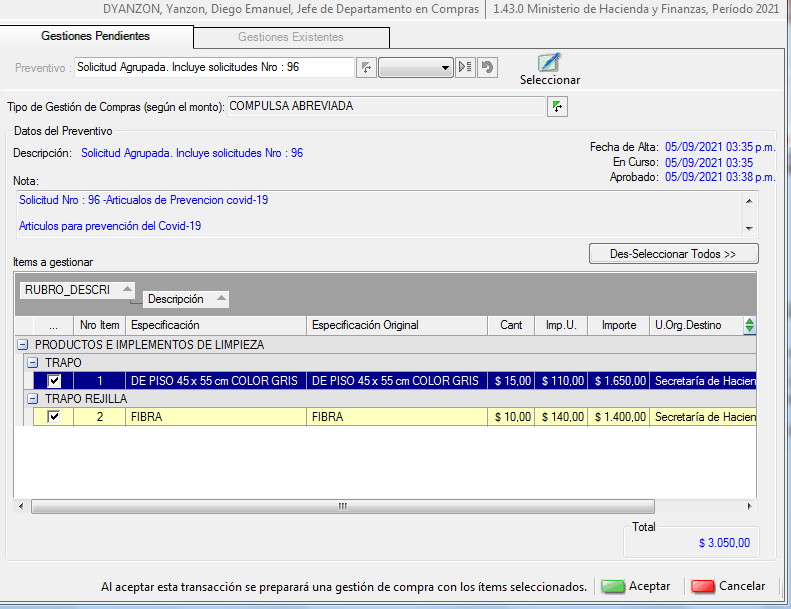 DYANZON, Yanzon, Diego Emanuel, Jefe de Departamento en Compras 1.43.0 Ministerio de Hacienda y Finanzas, Período 2021
Gestiones Pendientes Gestiones Existentes
Preventivo : Solicitud Agrupada. Incluye solicitudes Nro : 96
Seleccionar
Tipo de Gestión de Compras (según el monto): COMPULSA ABREVIADA
Datos del Preventivo
Descripción: Solicitud Agrupada. Incluye solicitudes Nro : 96
Fecha de Alta: 05/09/2021 03:35 p.m.
En Curso: 05/09/2021 03:35
Aprobado: 05/09/2021 03:38 p.m.
Nota:
Solicitud Nro : 96 -Articualos de Prevencion covid-19
Articulos para prevención del Covid-19
Des-Seleccionar Todos >>
Items a gestionar
RUBRO_DESCRI
Descripción
... Nro Item Especificación Especificación Original Cant Imp.U. Importe U.Org.Destino
PRODUCTOS E IMPLEMENTOS DE LIMPIEZA
TRAPO
1 DE PISO 45 x 55 cm COLOR GRIS DE PISO 45 x 55 cm COLOR GRIS $ 15,00 $ 110,00 $ 1.650,00 Secretaría de Hacien
TRAPO REJILLA
2 FIBRA FIBRA $ 10,00 $ 140,00 $ 1.400,00 Secretaría de Hacien
Total
$ 3.050,00
Al aceptar esta transacción se preparará una gestión de compra con los ítems seleccionados. Aceptar Cancelar